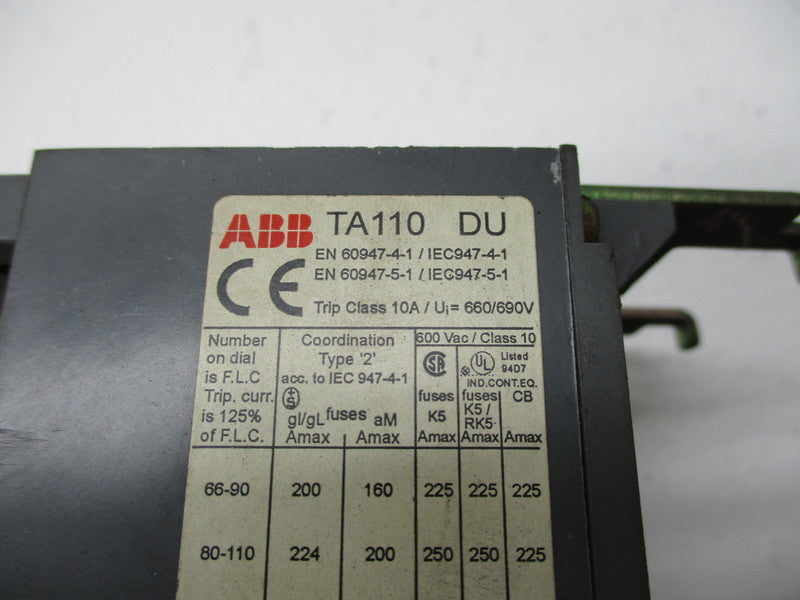 ABB TA110 DU
EN 60947-4-1 / IEC947-4-1
EN 60947-5-1 / IEC947-5-1
CE
Trip Class 10A / Ui= 660/690V
Number
on dial
is F.L.C
Trip. curr.
is 125%
of F.L.C.
Coordination
Type '2'
acc. to IEC 947-4-1
S
gl/gL fuses aM
Amax Amax
600 Vac / Class 10
SA UL Listed
94D7
IND.CONT.EQ.
fuses
K5
Amax
fuses
K5 /
RK5
Amax
CB
Amax
66-90 200 160 225 225 225
80-110 224 200 250 250 225